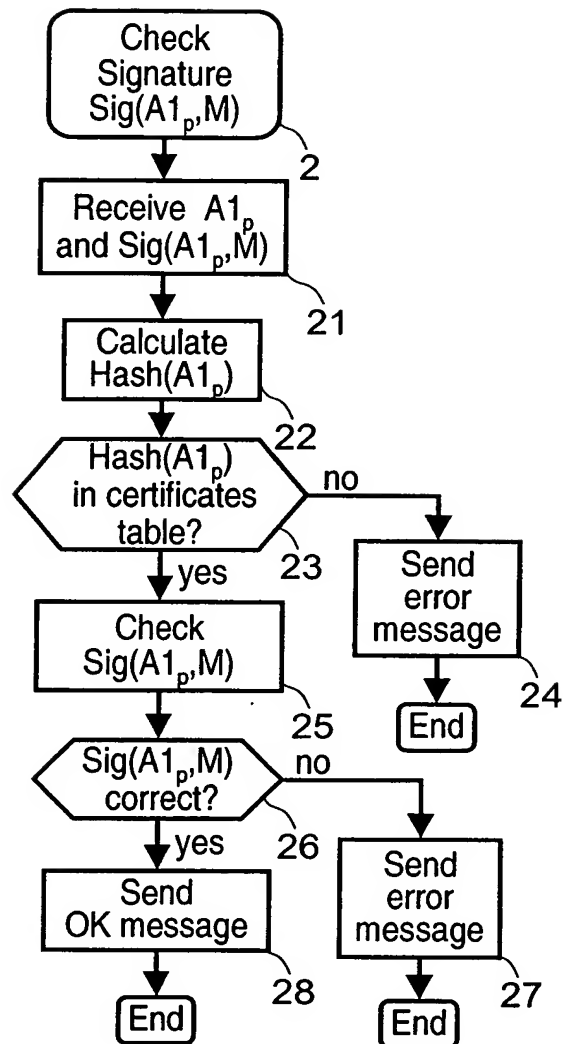 Check
Signature
Sig(A1ₚ,M)
2
Receive A1ₚ
and Sig(A1ₚ,M)
21
Calculate
Hash(A1ₚ)
22
Hash(A1ₚ)
in certificates
table?
no
23
yes
Send
error
message
24
End
Check
Sig(A1ₚ,M)
25
Sig(A1ₚ,M)
correct?
no
26
yes
Send
error
message
27
End
Send
OK message
28
End